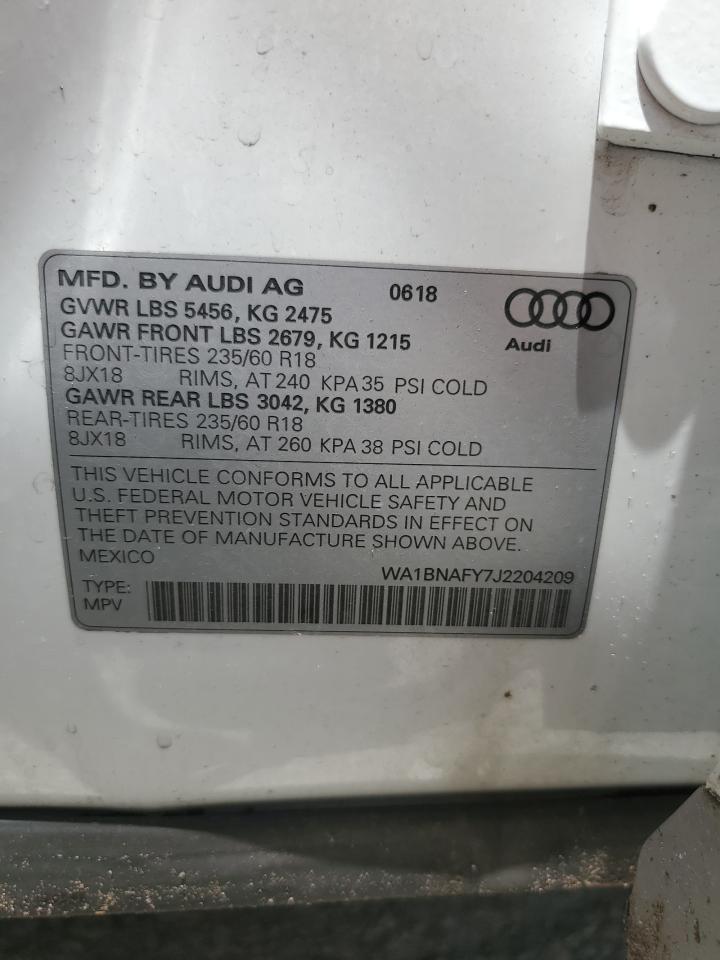 MFD. BY AUDI AG 0618
GVWR LBS 5456, KG 2475
GAWR FRONT LBS 2679, KG 1215
Audi
FRONT-TIRES 235/60 R18
8JX18 RIMS, AT 240 KPA 35 PSI COLD
GAWR REAR LBS 3042, KG 1380
REAR-TIRES 235/60 R18
8JX18 RIMS, AT 260 KPA 38 PSI COLD
THIS VEHICLE CONFORMS TO ALL APPLICABLE
U.S. FEDERAL MOTOR VEHICLE SAFETY AND
THEFT PREVENTION STANDARDS IN EFFECT ON
THE DATE OF MANUFACTURE SHOWN ABOVE.
MEXICO
WA1BNAFY7J2204209
TYPE:
MPV